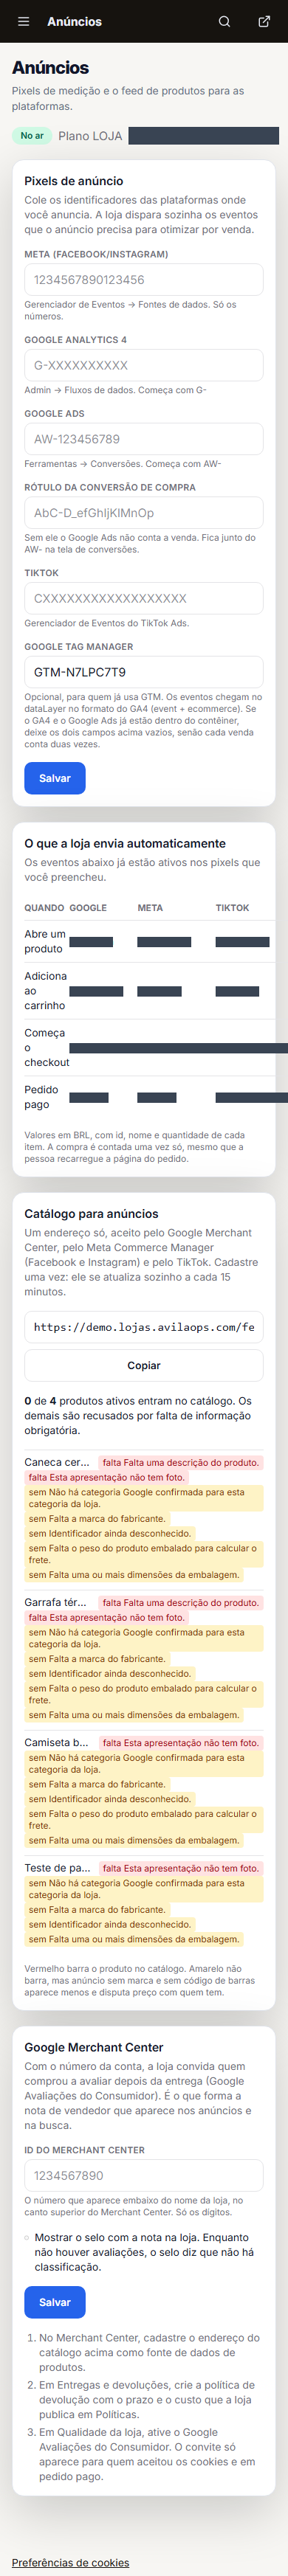 Anúncios
Anúncios
Pixels de medição e o feed de produtos para as
plataformas.
No ar Plano LOJA
Pixels de anúncio
Cole os identificadores das plataformas onde
você anuncia. A loja dispara sozinha os eventos
que o anúncio precisa para otimizar por venda.
META (FACEBOOK/INSTAGRAM)
1234567890123456
Gerenciador de Eventos → Fontes de dados. Só os
números.
GOOGLE ANALYTICS 4
G-XXXXXXXXXX
Admin → Fluxos de dados. Começa com G-
GOOGLE ADS
AW-123456789
Ferramentas → Conversões. Começa com AW-
RÓTULO DA CONVERSÃO DE COMPRA
AbC-D_efGhIjKlMnOp
Sem ele o Google Ads não conta a venda. Fica junto do
AW- na tela de conversões.
TIKTOK
CXXXXXXXXXXXXXXXXXXX
Gerenciador de Eventos do TikTok Ads.
GOOGLE TAG MANAGER
GTM-N7LPC7T9
Opcional, para quem já usa GTM. Os eventos chegam no
dataLayer no formato do GA4 (event + ecommerce). Se
o GA4 e o Google Ads já estão dentro do contêiner,
deixe os dois campos acima vazios, senão cada venda
conta duas vezes.
Salvar
O que a loja envia automaticamente
Os eventos abaixo já estão ativos nos pixels que
você preencheu.
QUANDO GOOGLE META TIKTOK
Abre um
produto
Adiciona
ao
carrinho
Começa
o
checkout
Pedido
pago
Valores em BRL, com id, nome e quantidade de cada
item. A compra é contada uma vez só, mesmo que a
pessoa recarregue a página do pedido.
Catálogo para anúncios
Um endereço só, aceito pelo Google Merchant
Center, pelo Meta Commerce Manager
(Facebook e Instagram) e pelo TikTok. Cadastre
uma vez: ele se atualiza sozinho a cada 15
minutos.
https://demo.lojas.avilaops.com/fe
Copiar
0 de 4 produtos ativos entram no catálogo. Os
demais são recusados por falta de informação
obrigatória.
Caneca cer... falta Falta uma descrição do produto.
falta Esta apresentação não tem foto.
sem Não há categoria Google confirmada para esta
categoria da loja.
sem Falta a marca do fabricante.
sem Identificador ainda desconhecido.
sem Falta o peso do produto embalado para calcular o
frete.
sem Falta uma ou mais dimensões da embalagem.
Garrafa tér... falta Falta uma descrição do produto.
falta Esta apresentação não tem foto.
sem Não há categoria Google confirmada para esta
categoria da loja.
sem Falta a marca do fabricante.
sem Identificador ainda desconhecido.
sem Falta o peso do produto embalado para calcular o
frete.
sem Falta uma ou mais dimensões da embalagem.
Camiseta b... falta Esta apresentação não tem foto.
sem Não há categoria Google confirmada para esta
categoria da loja.
sem Falta a marca do fabricante.
sem Identificador ainda desconhecido.
sem Falta o peso do produto embalado para calcular o
frete.
sem Falta uma ou mais dimensões da embalagem.
Teste de pa... falta Esta apresentação não tem foto.
sem Não há categoria Google confirmada para esta
categoria da loja.
sem Falta a marca do fabricante.
sem Identificador ainda desconhecido.
sem Falta uma ou mais dimensões da embalagem.
Vermelho barra o produto no catálogo. Amarelo não
barra, mas anúncio sem marca e sem código de barras
aparece menos e disputa preço com quem tem.
Google Merchant Center
Com o número da conta, a loja convida quem
comprou a avaliar depois da entrega (Google
Avaliações do Consumidor). É o que forma a
nota de vendedor que aparece nos anúncios e
na busca.
ID DO MERCHANT CENTER
1234567890
O número que aparece embaixo do nome da loja, no
canto superior do Merchant Center. Só os dígitos.
Mostrar o selo com a nota na loja. Enquanto
não houver avaliações, o selo diz que não há
classificação.
Salvar
1. No Merchant Center, cadastre o endereço do
catálogo acima como fonte de dados de
produtos.
2. Em Entregas e devoluções, crie a política de
devolução com o prazo e o custo que a loja
publica em Políticas.
3. Em Qualidade da loja, ative o Google
Avaliações do Consumidor. O convite só
aparece para quem aceitou os cookies e em
pedido pago.
Preferências de cookies